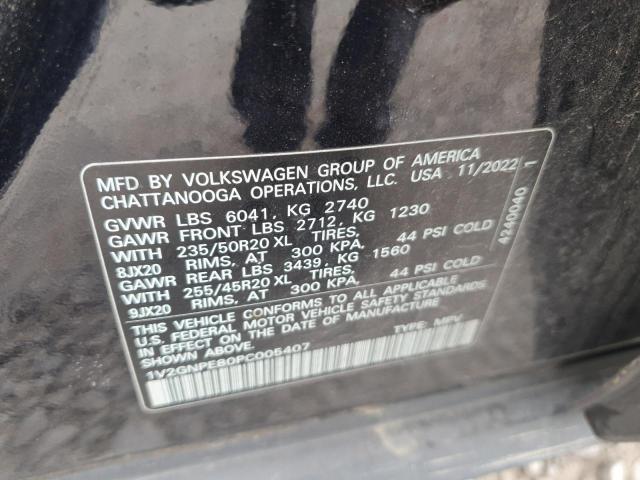 MFD BY VOLKSWAGEN GROUP OF AMERICA
CHATTANOOGA OPERATIONS, LLC. USA 11/2022
GVWR LBS 6041, KG 2740
GAWR FRONT LBS 2712, KG 1230
WITH 235/50R20 XL TIRES,
8JX20 RIMS, AT 300 KPA, 44 PSI COLD
GAWR REAR LBS 3439, KG 1560
WITH 255/45R20 XL TIRES,
9JX20 RIMS, AT 300 KPA, 44 PSI COLD
THIS VEHICLE CONFORMS TO ALL APPLICABLE
U.S. FEDERAL MOTOR VEHICLE SAFETY STANDARDS
IN EFFECT ON THE DATE OF MANUFACTURE
SHOWN ABOVE
1V2GNPE80PC005407 TYPE: MPV
4240040 1